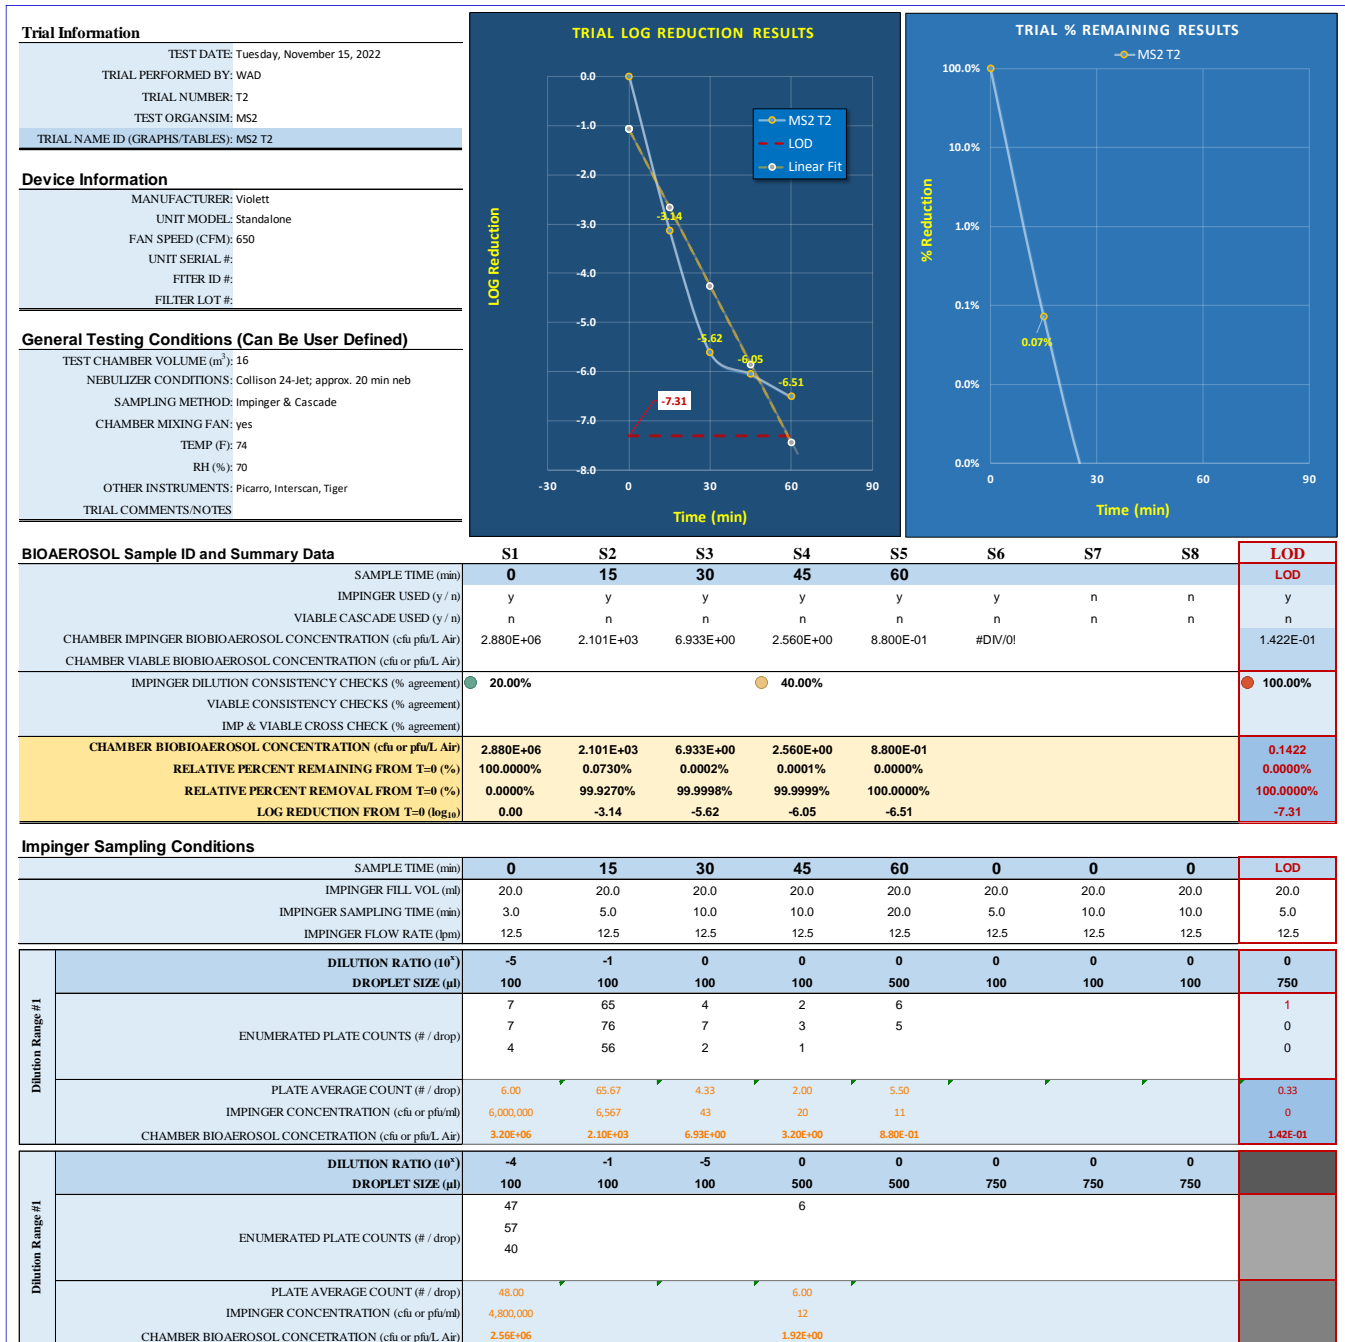 Trial Information
TEST DATE: Tuesday, November 15, 2022
TRIAL PERFORMED BY: WAD
TRIAL NUMBER: T2
TEST ORGANSIM: MS2
TRIAL NAME ID (GRAPHS/TABLES): MS2 T2
Device Information
MANUFACTURER: Violett
UNIT MODEL: Standalone
FAN SPEED (CFM): 650
UNIT SERIAL #:
FITER ID #:
FILTER LOT #:
General Testing Conditions (Can Be User Defined)
TEST CHAMBER VOLUME (m³): 16
NEBULIZER CONDITIONS: Collison 24-Jet; approx. 20 min neb
SAMPLING METHOD: Impinger & Cascade
CHAMBER MIXING FAN: yes
TEMP (F): 74
RH (%): 70
OTHER INSTRUMENTS: Picarro, Interscan, Tiger
TRIAL COMMENTS/NOTES
TRIAL LOG REDUCTION RESULTS
0.0
-1.0
-2.0
-3.0
-4.0
-5.0
-6.0
-7.0
-8.0
LOG Reduction
MS2 T2
LOD
Linear Fit
-3.14
-5.62
-6.05
-6.51
-7.31
-30 0 30 60 90
Time (min)
TRIAL % REMAINING RESULTS
MS2 T2
100.0%
10.0%
1.0%
0.1%
0.0%
0.0%
% Reduction
0.07%
0 30 60 90
Time (min)
BIOAEROSOL Sample ID and Summary Data S1 S2 S3 S4 S5 S6 S7 S8 LOD
SAMPLE TIME (min) 0 15 30 45 60 LOD
IMPINGER USED (y / n) y y y y y y n n y
VIABLE CASCADE USED (y / n) n n n n n n n n n
CHAMBER IMPINGER BIOBIOAEROSOL CONCENTRATION (cfu pfu/L Air) 2.880E+06 2.101E+03 6.933E+00 2.560E+00 8.800E-01 #DIV/0! 1.422E-01
CHAMBER VIABLE BIOBIOAEROSOL CONCENTRATION (cfu or pfu/L Air)
IMPINGER DILUTION CONSISTENCY CHECKS (% agreement) 20.00% 40.00% 100.00%
VIABLE CONSISTENCY CHECKS (% agreement)
IMP & VIABLE CROSS CHECK (% agreement)
CHAMBER BIOBIOAEROSOL CONCENTRATION (cfu or pfu/L Air) 2.880E+06 2.101E+03 6.933E+00 2.560E+00 8.800E-01 0.1422
RELATIVE PERCENT REMAINING FROM T=0 (%) 100.0000% 0.0730% 0.0002% 0.0001% 0.0000% 0.0000%
RELATIVE PERCENT REMOVAL FROM T=0 (%) 0.0000% 99.9270% 99.9998% 99.9999% 100.0000% 100.0000%
LOG REDUCTION FROM T=0 (log₁₀) 0.00 -3.14 -5.62 -6.05 -6.51 -7.31
Impinger Sampling Conditions
SAMPLE TIME (min) 0 15 30 45 60 0 0 0 LOD
IMPINGER FILL VOL (ml) 20.0 20.0 20.0 20.0 20.0 20.0 20.0 20.0 20.0
IMPINGER SAMPLING TIME (min) 3.0 5.0 10.0 10.0 20.0 5.0 10.0 10.0 5.0
IMPINGER FLOW RATE (lpm) 12.5 12.5 12.5 12.5 12.5 12.5 12.5 12.5 12.5
Dilution Range #1
DILUTION RATIO (10ˣ) -5 -1 0 0 0 0 0 0 0
DROPLET SIZE (µl) 100 100 100 100 500 100 100 100 750
ENUMERATED PLATE COUNTS (# / drop)
7 65 4 2 6 1
7 76 7 3 5 0
4 56 2 1 0
PLATE AVERAGE COUNT (# / drop) 6.00 65.67 4.33 2.00 5.50 0.33
IMPINGER CONCENTRATION (cfu or pfu/ml) 6,000,000 6,567 43 20 11 0
CHAMBER BIOAEROSOL CONCETRATION (cfu or pfu/L Air) 3.20E+06 2.10E+03 6.93E+00 3.20E+00 8.80E-01 1.42E-01
Dilution Range #1
DILUTION RATIO (10ˣ) -4 -1 -5 0 0 0 0 0
DROPLET SIZE (µl) 100 100 100 500 500 750 750 750
ENUMERATED PLATE COUNTS (# / drop)
47 6
57
40
PLATE AVERAGE COUNT (# / drop) 48.00 6.00
IMPINGER CONCENTRATION (cfu or pfu/ml) 4,800,000 12
CHAMBER BIOAEROSOL CONCETRATION (cfu or pfu/L Air) 2.56E+06 1.92E+00